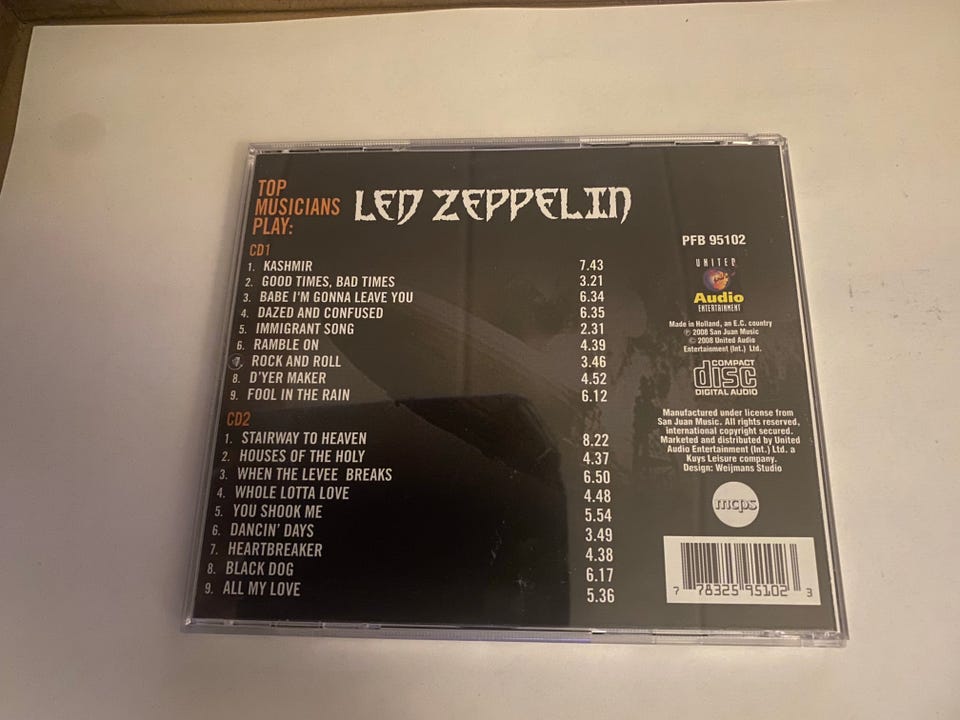 TOP
MUSICIANS
PLAY:
LED ZEPPELIN
CD1
1. KASHMIR 7.43
2. GOOD TIMES, BAD TIMES 3.21
3. BABE I'M GONNA LEAVE YOU 6.34
4. DAZED AND CONFUSED 6.35
5. IMMIGRANT SONG 2.31
6. RAMBLE ON 4.39
ROCK AND ROLL 3.46
8. D'YER MAKER 4.52
9. FOOL IN THE RAIN 6.12
CD2
1. STAIRWAY TO HEAVEN 8.22
2. HOUSES OF THE HOLY 4.37
3. WHEN THE LEVEE BREAKS 6.50
4. WHOLE LOTTA LOVE 4.48
5. YOU SHOOK ME 5.54
6. DANCIN' DAYS 3.49
7. HEARTBREAKER 4.38
8. BLACK DOG 6.17
9. ALL MY LOVE 5.36
PFB 95102
UNITED
Audio
ENTERTAINMENT
Made in Holland, an E.C. country
℗ 2008 San Juan Music
© 2008 United Audio
Entertainment (Int.) Ltd.
COMPACT
disc
DIGITAL AUDIO
Manufactured under license from
San Juan Music. All rights reserved,
international copyright secured.
Marketed and distributed by United
Audio Entertainment (Int.) Ltd. a
Kuys Leisure company.
Design: Weijmans Studio
mcps
7 78325 95102 3